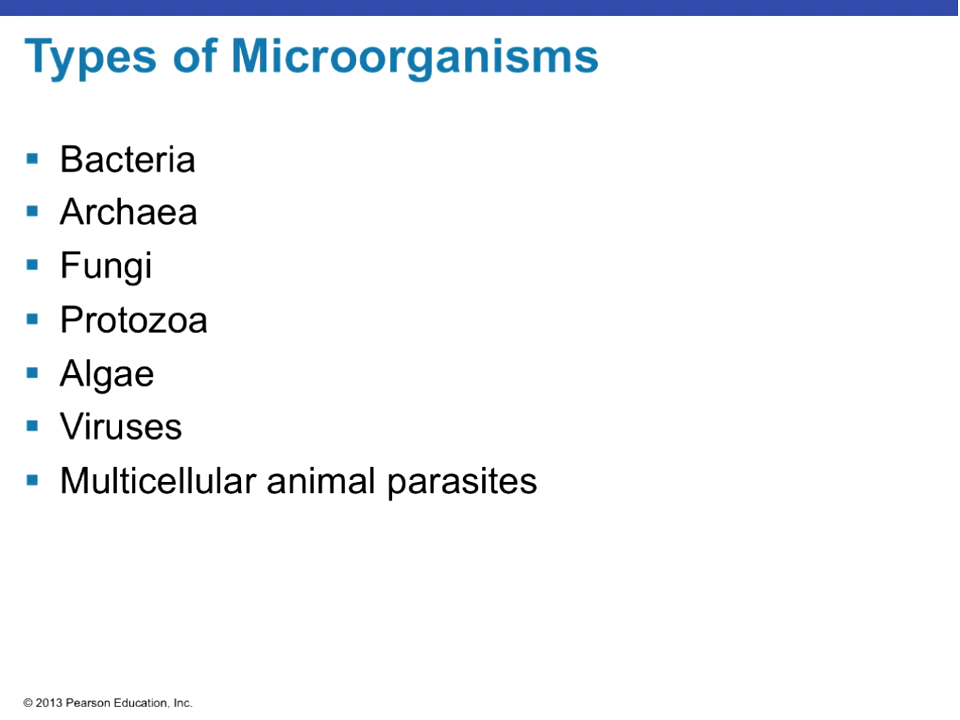 Types of Microorganisms
Bacteria
Archaea
Fungi
Protozoa
Algae
Viruses
Multicellular animal parasites
© 2013 Pearson Education, Inc.